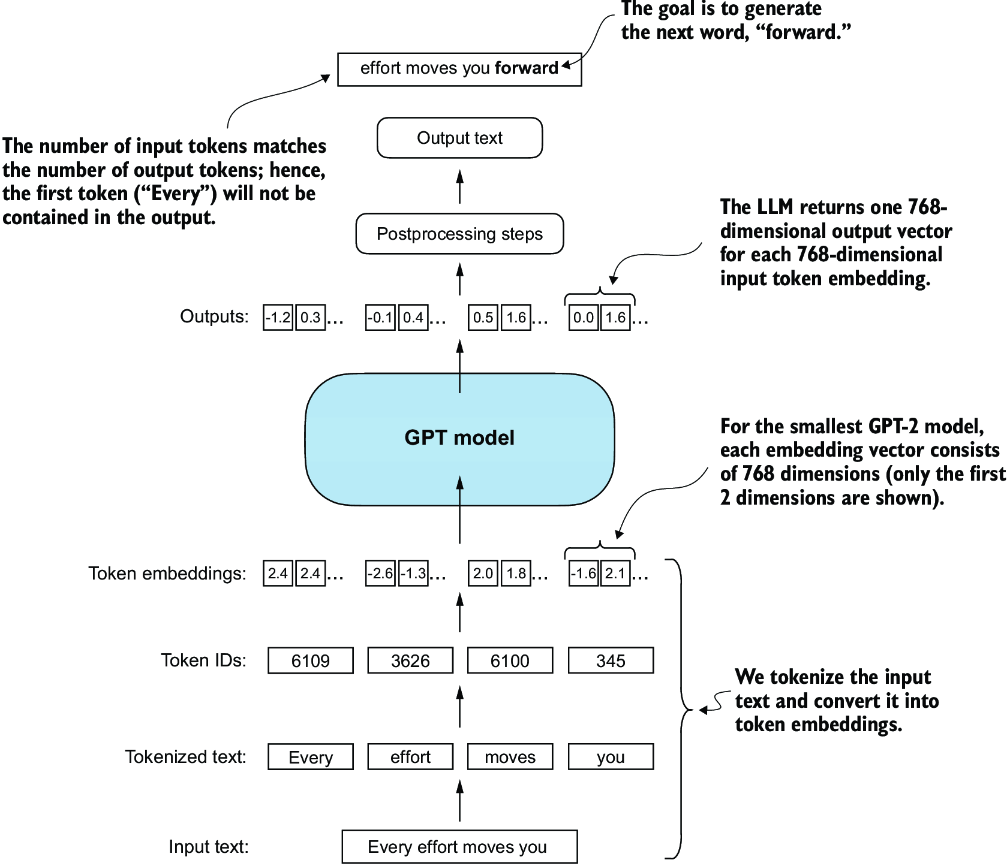 The goal is to generate
the next word, “forward.”
effort moves you forward
The number of input tokens matches
the number of output tokens; hence,
the first token (“Every”) will not be
contained in the output.
Output text
Postprocessing steps
The LLM returns one 768-
dimensional output vector
for each 768-dimensional
input token embedding.
Outputs: -1.2 0.3 ... -0.1 0.4 ... 0.5 1.6 ... 0.0 1.6 ...
GPT model
For the smallest GPT-2 model,
each embedding vector consists
of 768 dimensions (only the first
2 dimensions are shown).
Token embeddings: 2.4 2.4 ... -2.6 -1.3 ... 2.0 1.8 ... -1.6 2.1 ...
Token IDs: 6109 3626 6100 345
We tokenize the input
text and convert it into
token embeddings.
Tokenized text: Every effort moves you
Input text: Every effort moves you